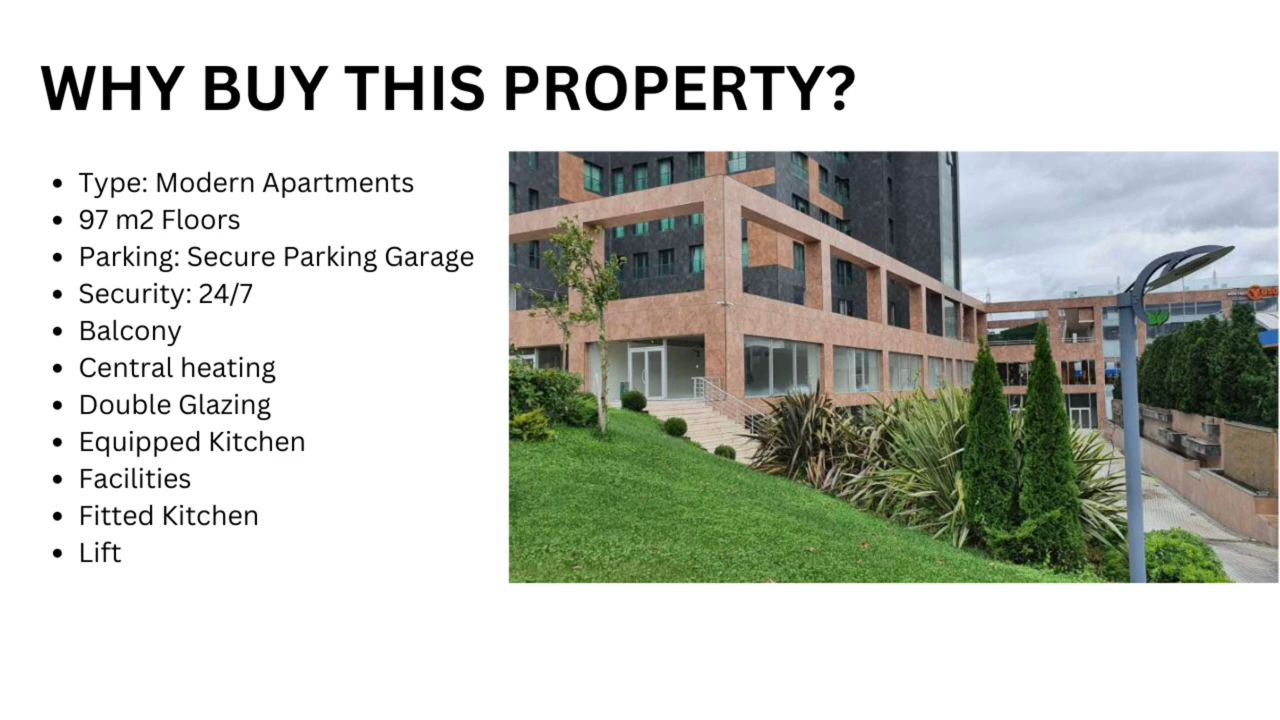 WHY BUY THIS PROPERTY?
• Type: Modern Apartments
• 97 m2 Floors
• Parking: Secure Parking Garage
• Security: 24/7
• Balcony
• Central heating
• Double Glazing
• Equipped Kitchen
• Facilities
• Fitted Kitchen
• Lift